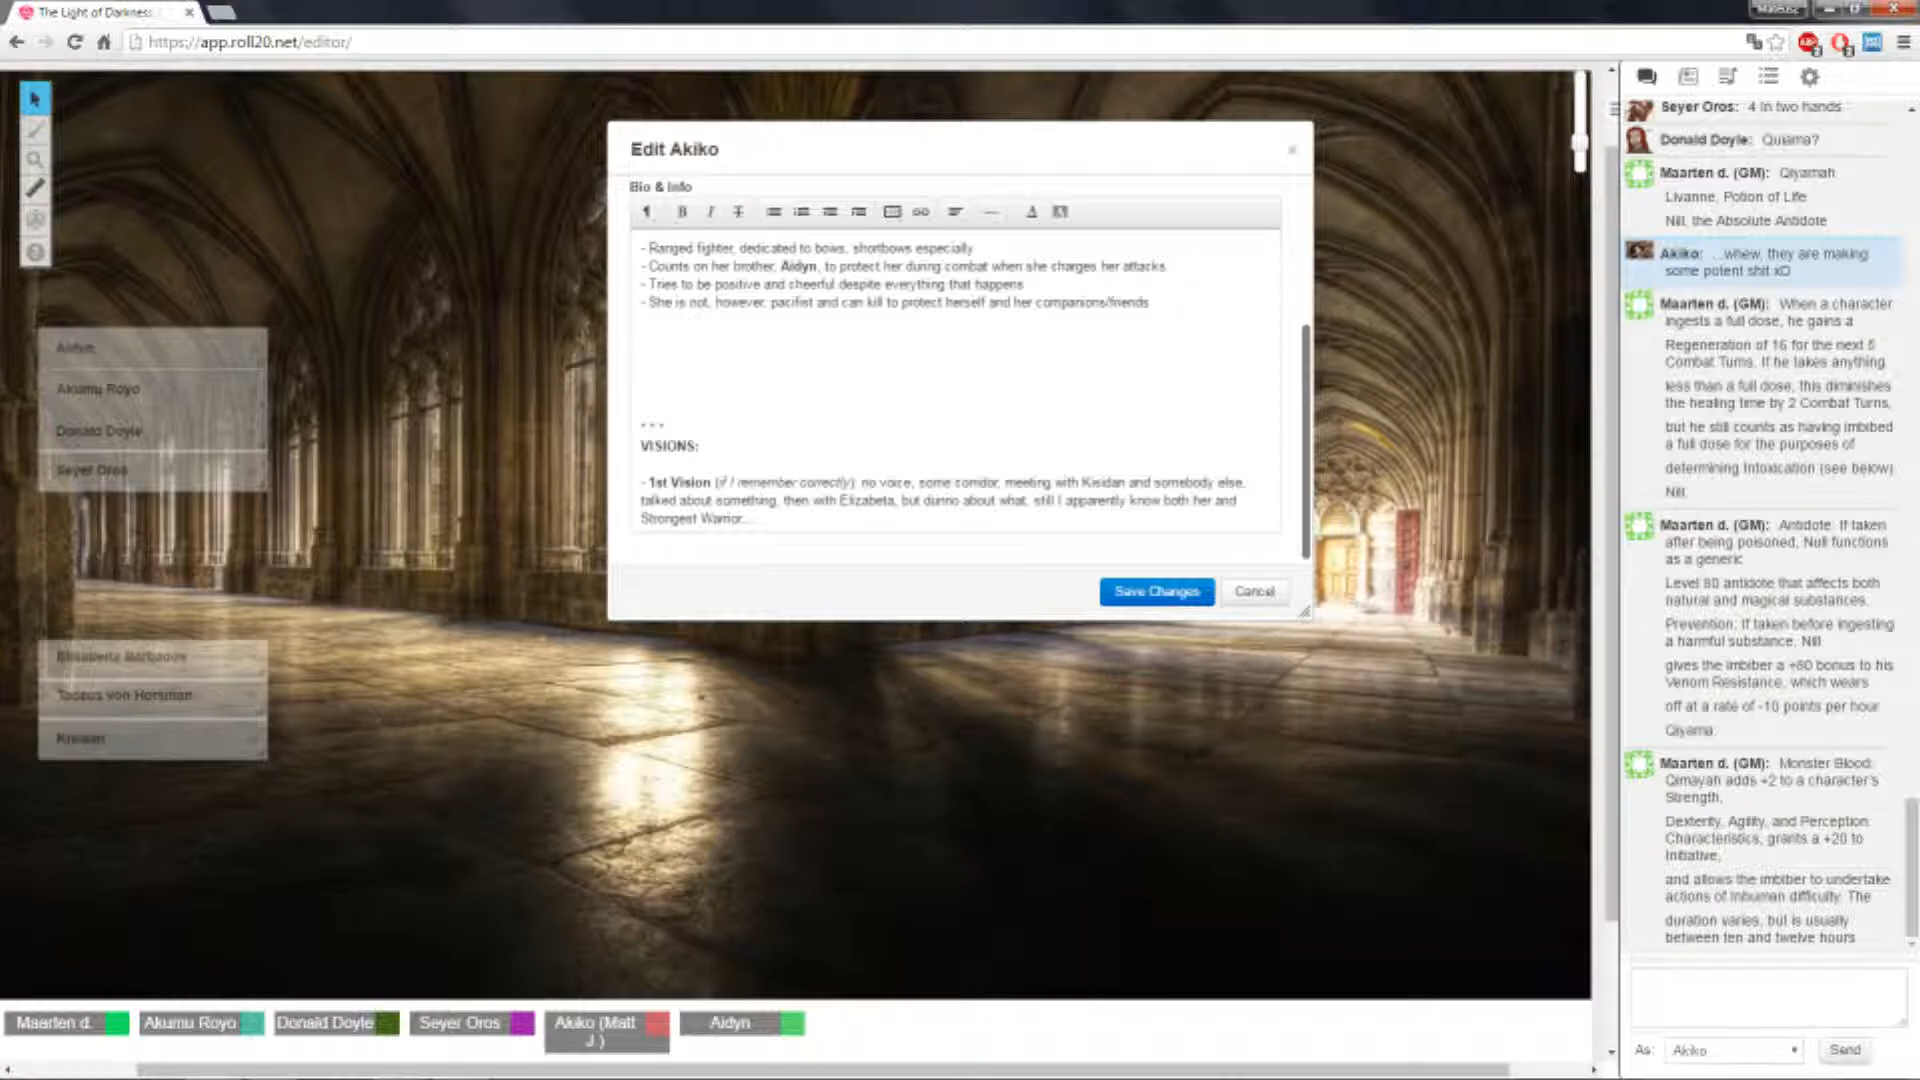 The Light of Darkness
https://app.roll20.net/editor/
Edit Akiko
Bio & Info
- Ranged fighter, dedicated to bows, shortbows especially
- Counts on her brother, Aidyn, to protect her during combat when she charges her attacks
- Tries to be positive and cheerful despite everything that happens
- She is not, however, pacifist and can kill to protect herself and her companions/friends
* * *
VISIONS:
- 1st Vision (if I remember correctly): no voice, some corridor, meeting with Kisidan and somebody else,
talked about something, then with Elizabeta, but dunno about what, still I apparently know both her and
Strongest Warrior...
Save Changes
Cancel
Aidyn
Akumu Royo
Donald Doyle
Seyer Oros
Elisabeta Barbados
von Horsman
Seyer Oros: 4 in two hands
Donald Doyle: Quiama?
Maarten d. (GM): Qiyamah
Livanne, Potion of Life
Nill, the Absolute Antidote
Akiko: ...whew, they are making
some potent shit xD
Maarten d. (GM): When a character
ingests a full dose, he gains a
Regeneration of 16 for the next 5
Combat Turns. If he takes anything
less than a full dose, this diminishes
the healing time by 2 Combat Turns,
but he still counts as having imbibed
a full dose for the purposes of
determining Intoxication (see below)
Nill:
Maarten d. (GM): Antidote: If taken
after being poisoned, Null functions
as a generic
Level 80 antidote that affects both
natural and magical substances.
Prevention: If taken before ingesting
a harmful substance, Nill
gives the imbiber a +80 bonus to his
Venom Resistance, which wears
off at a rate of -10 points per hour
Qiyama:
Maarten d. (GM): Monster Blood:
Qimayah adds +2 to a character's
Strength,
Dexterity, Agility, and Perception
Characteristics, grants a +20 to
Initiative,
and allows the imbiber to undertake
actions of Inhuman difficulty. The
duration varies, but is usually
between ten and twelve hours
As: Akiko
Send
Maarten d.
Akumu Royo
Donald Doyle
Seyer Oros
Akiko (Matt
J.)
Aidyn